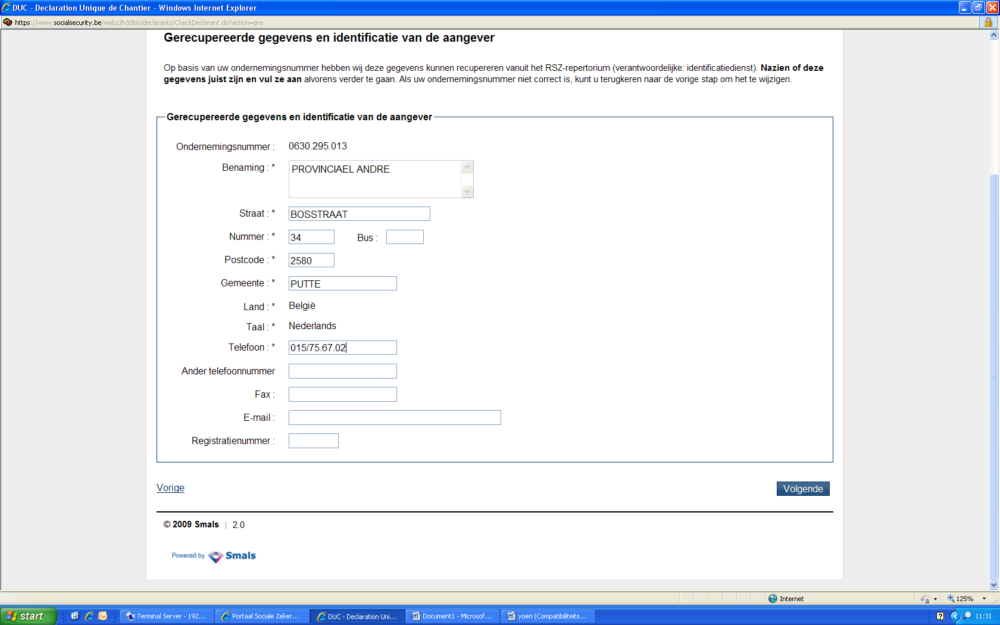 DUC - Declaration Unique de Chantier - Windows Internet Explorer
https://www.socialsecurity.be/web2/h30bis/declarants/CheckDeclarant.do?action=pre
Gerecupereerde gegevens en identificatie van de aangever
Op basis van uw ondernemingsnummer hebben wij deze gegevens kunnen recupereren vanuit het RSZ-repertorium (verantwoordelijke: identificatiedienst). Nazien of deze
gegevens juist zijn en vul ze aan alvorens verder te gaan. Als uw ondernemingsnummer niet correct is, kunt u terugkeren naar de vorige stap om het te wijzigen.
Gerecupereerde gegevens en identificatie van de aangever
Ondernemingsnummer : 0630.295.013
Benaming : * PROVINCIAEL ANDRE
Straat : * BOSSTRAAT
Nummer : * 34 Bus :
Postcode : * 2580
Gemeente : * PUTTE
Land : * België
Taal : * Nederlands
Telefoon : * 015/75.67.02
Ander telefoonnummer
Fax :
E-mail :
Registratienummer :
Vorige Volgende
© 2009 Smals | 2.0
Powered by Smals
Internet 125%
start Terminal Server - 192... Portaal Sociale Zeker... DUC - Declaration Uni... Document1 - Microsof... yoeri (Compatibiliteits... 11:31